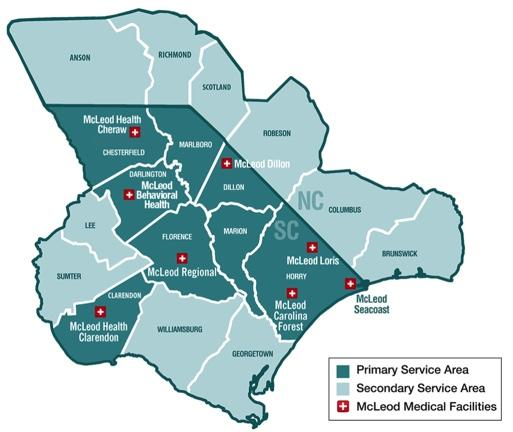 ANSON
RICHMOND
SCOTLAND
ROBESON
McLeod Health
Cheraw
CHESTERFIELD
MARLBORO
McLeod Dillon
DILLON
DARLINGTON
McLeod
Behavioral
Health
NC
COLUMBUS
LEE
FLORENCE
MARION
SC
BRUNSWICK
McLeod Loris
McLeod Regional
SUMTER
HORRY
CLARENDON
McLeod
Seacoast
McLeod
Carolina
Forest
McLeod Health
Clarendon
WILLIAMSBURG
GEORGETOWN
Primary Service Area
Secondary Service Area
McLeod Medical Facilities